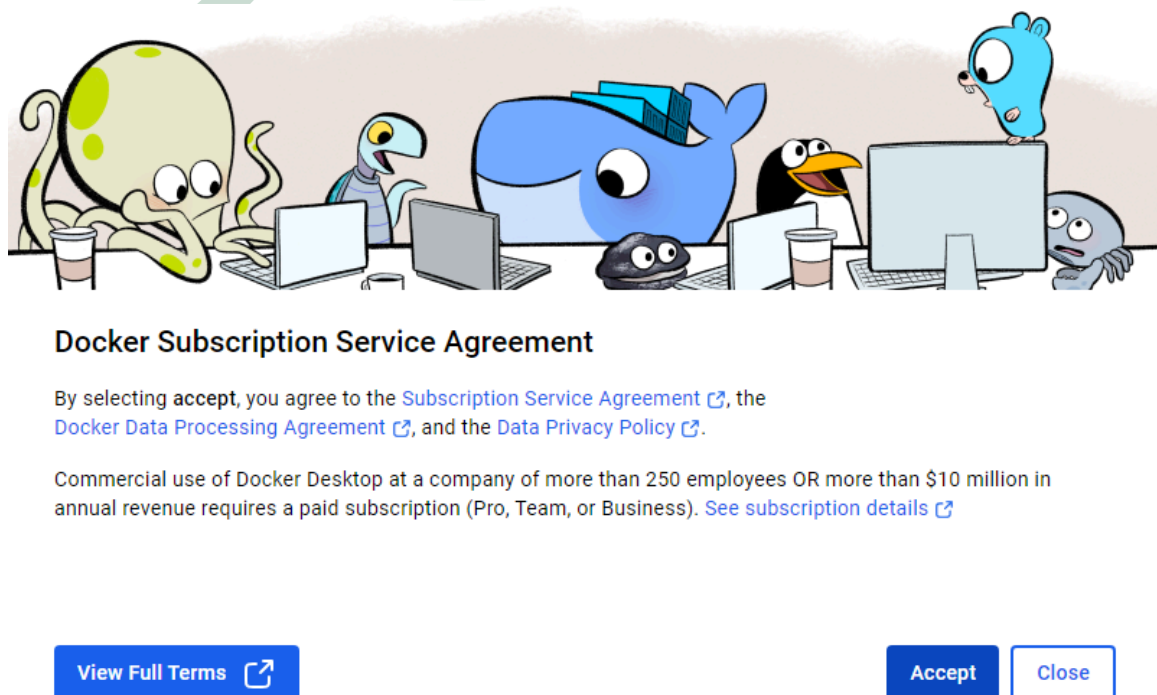 Docker Subscription Service Agreement
By selecting accept, you agree to the Subscription Service Agreement, the
Docker Data Processing Agreement, and the Data Privacy Policy.
Commercial use of Docker Desktop at a company of more than 250 employees OR more than $10 million in
annual revenue requires a paid subscription (Pro, Team, or Business). See subscription details
View Full Terms
Accept
Close